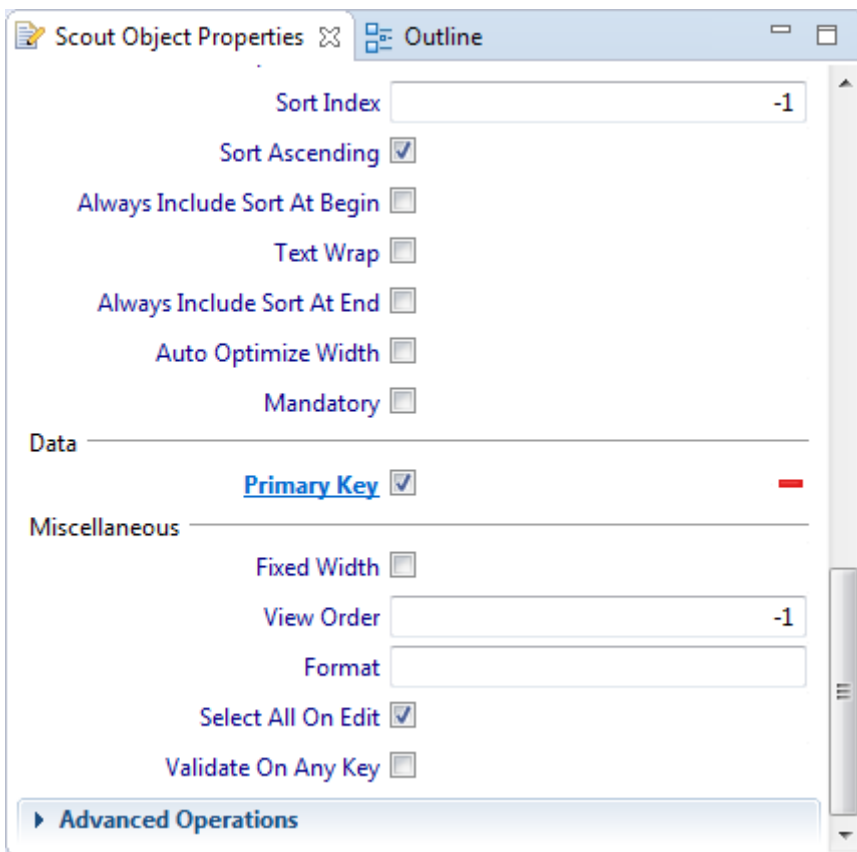 Scout Object Properties Outline
Sort Index -1
Sort Ascending
Always Include Sort At Begin
Text Wrap
Always Include Sort At End
Auto Optimize Width
Mandatory
Data
Primary Key
Miscellaneous
Fixed Width
View Order -1
Format
Select All On Edit
Validate On Any Key
Advanced Operations